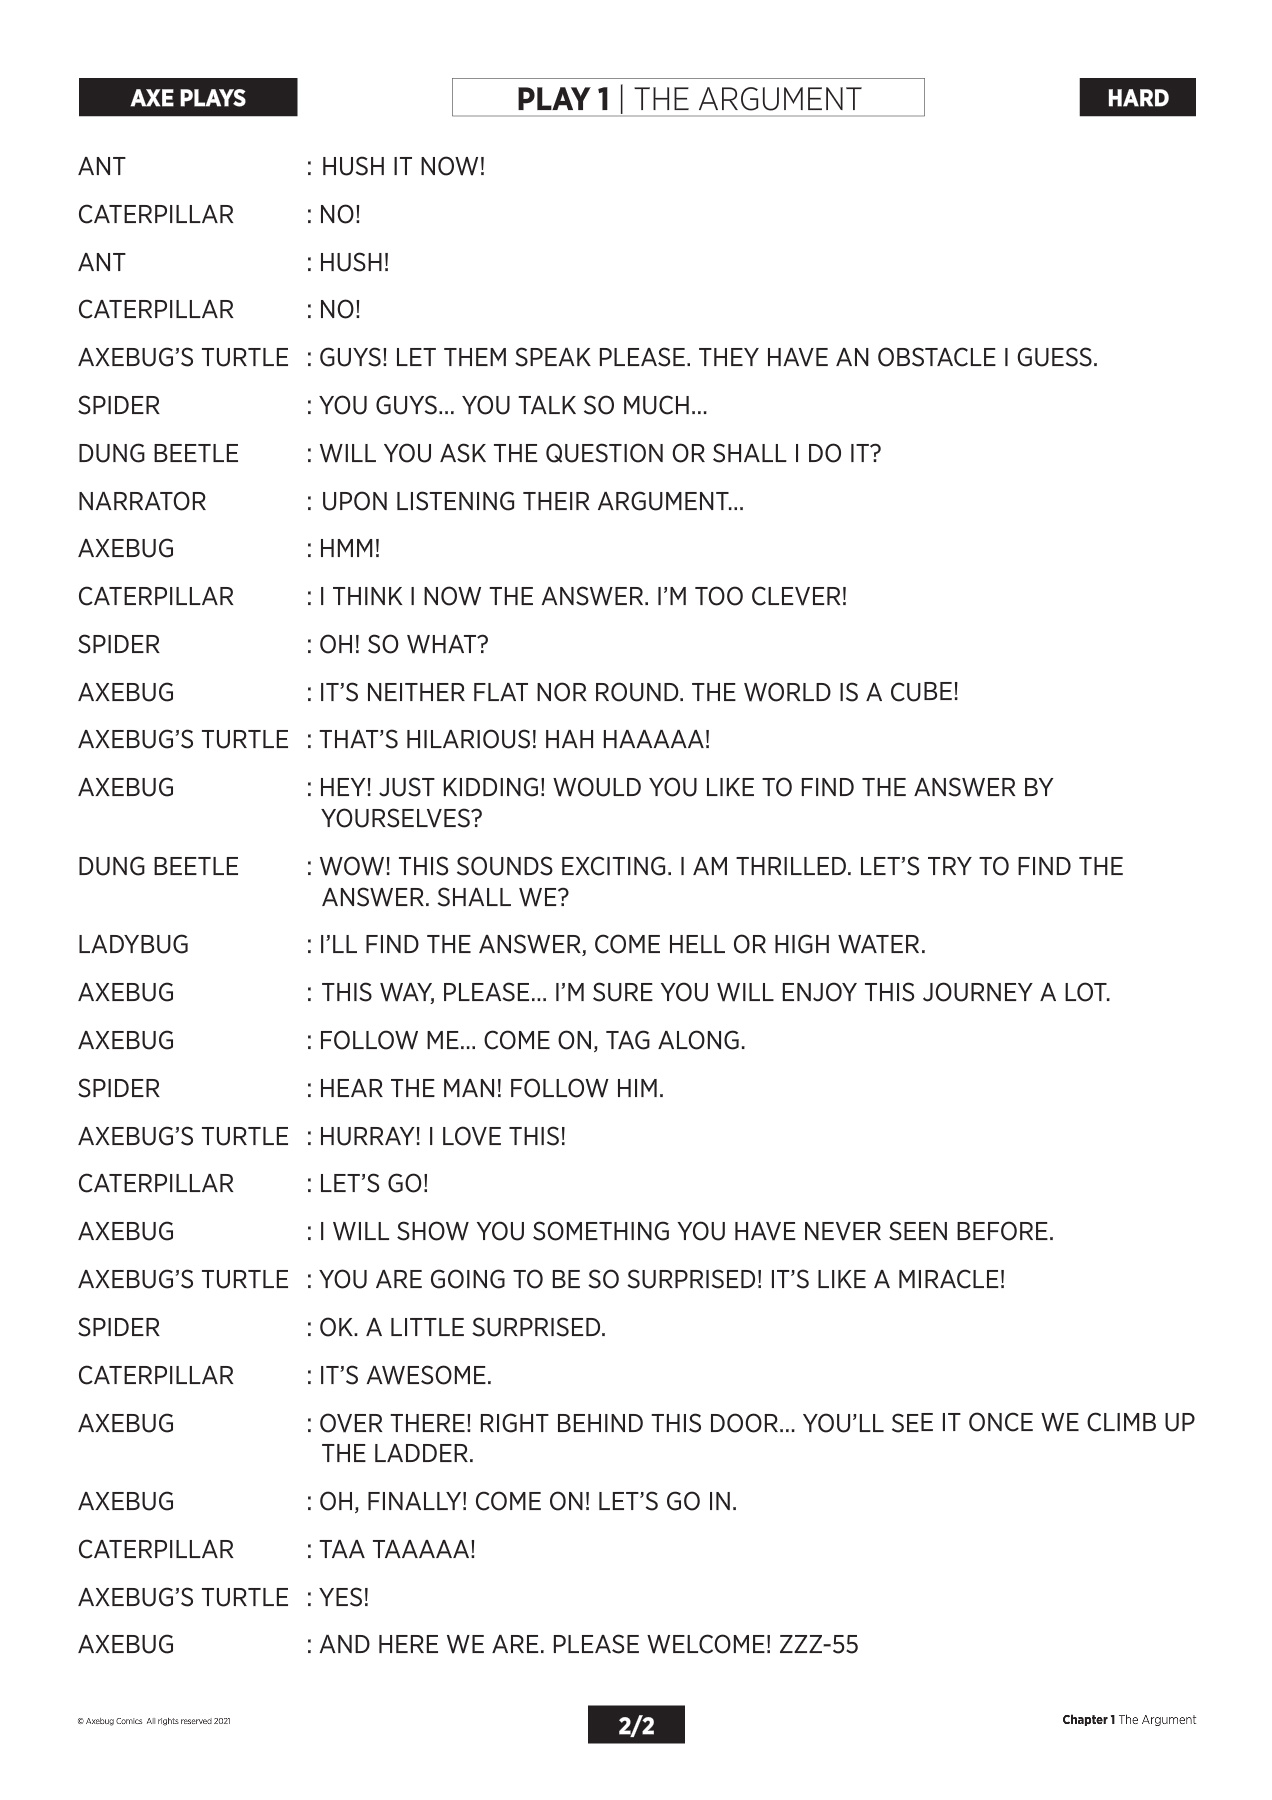 AXE PLAYS
PLAY 1 | THE ARGUMENT
HARD
ANT : HUSH IT NOW!
CATERPILLAR : NO!
ANT : HUSH!
CATERPILLAR : NO!
AXEBUG’S TURTLE : GUYS! LET THEM SPEAK PLEASE. THEY HAVE AN OBSTACLE I GUESS.
SPIDER : YOU GUYS... YOU TALK SO MUCH...
DUNG BEETLE : WILL YOU ASK THE QUESTION OR SHALL I DO IT?
NARRATOR : UPON LISTENING THEIR ARGUMENT...
AXEBUG : HMM!
CATERPILLAR : I THINK I NOW THE ANSWER. I’M TOO CLEVER!
SPIDER : OH! SO WHAT?
AXEBUG : IT’S NEITHER FLAT NOR ROUND. THE WORLD IS A CUBE!
AXEBUG’S TURTLE : THAT’S HILARIOUS! HAH HAAAAA!
AXEBUG : HEY! JUST KIDDING! WOULD YOU LIKE TO FIND THE ANSWER BY
YOURSELVES?
DUNG BEETLE : WOW! THIS SOUNDS EXCITING. I AM THRILLED. LET’S TRY TO FIND THE
ANSWER. SHALL WE?
LADYBUG : I’LL FIND THE ANSWER, COME HELL OR HIGH WATER.
AXEBUG : THIS WAY, PLEASE... I’M SURE YOU WILL ENJOY THIS JOURNEY A LOT.
AXEBUG : FOLLOW ME... COME ON, TAG ALONG.
SPIDER : HEAR THE MAN! FOLLOW HIM.
AXEBUG’S TURTLE : HURRAY! I LOVE THIS!
CATERPILLAR : LET’S GO!
AXEBUG : I WILL SHOW YOU SOMETHING YOU HAVE NEVER SEEN BEFORE.
AXEBUG’S TURTLE : YOU ARE GOING TO BE SO SURPRISED! IT’S LIKE A MIRACLE!
SPIDER : OK. A LITTLE SURPRISED.
CATERPILLAR : IT’S AWESOME.
AXEBUG : OVER THERE! RIGHT BEHIND THIS DOOR... YOU’LL SEE IT ONCE WE CLIMB UP
THE LADDER.
AXEBUG : OH, FINALLY! COME ON! LET’S GO IN.
CATERPILLAR : TAA TAAAAA!
AXEBUG’S TURTLE : YES!
AXEBUG : AND HERE WE ARE. PLEASE WELCOME! ZZZ-55
© Axebug Comics All rights reserved 2021
2/2
Chapter 1 The Argument